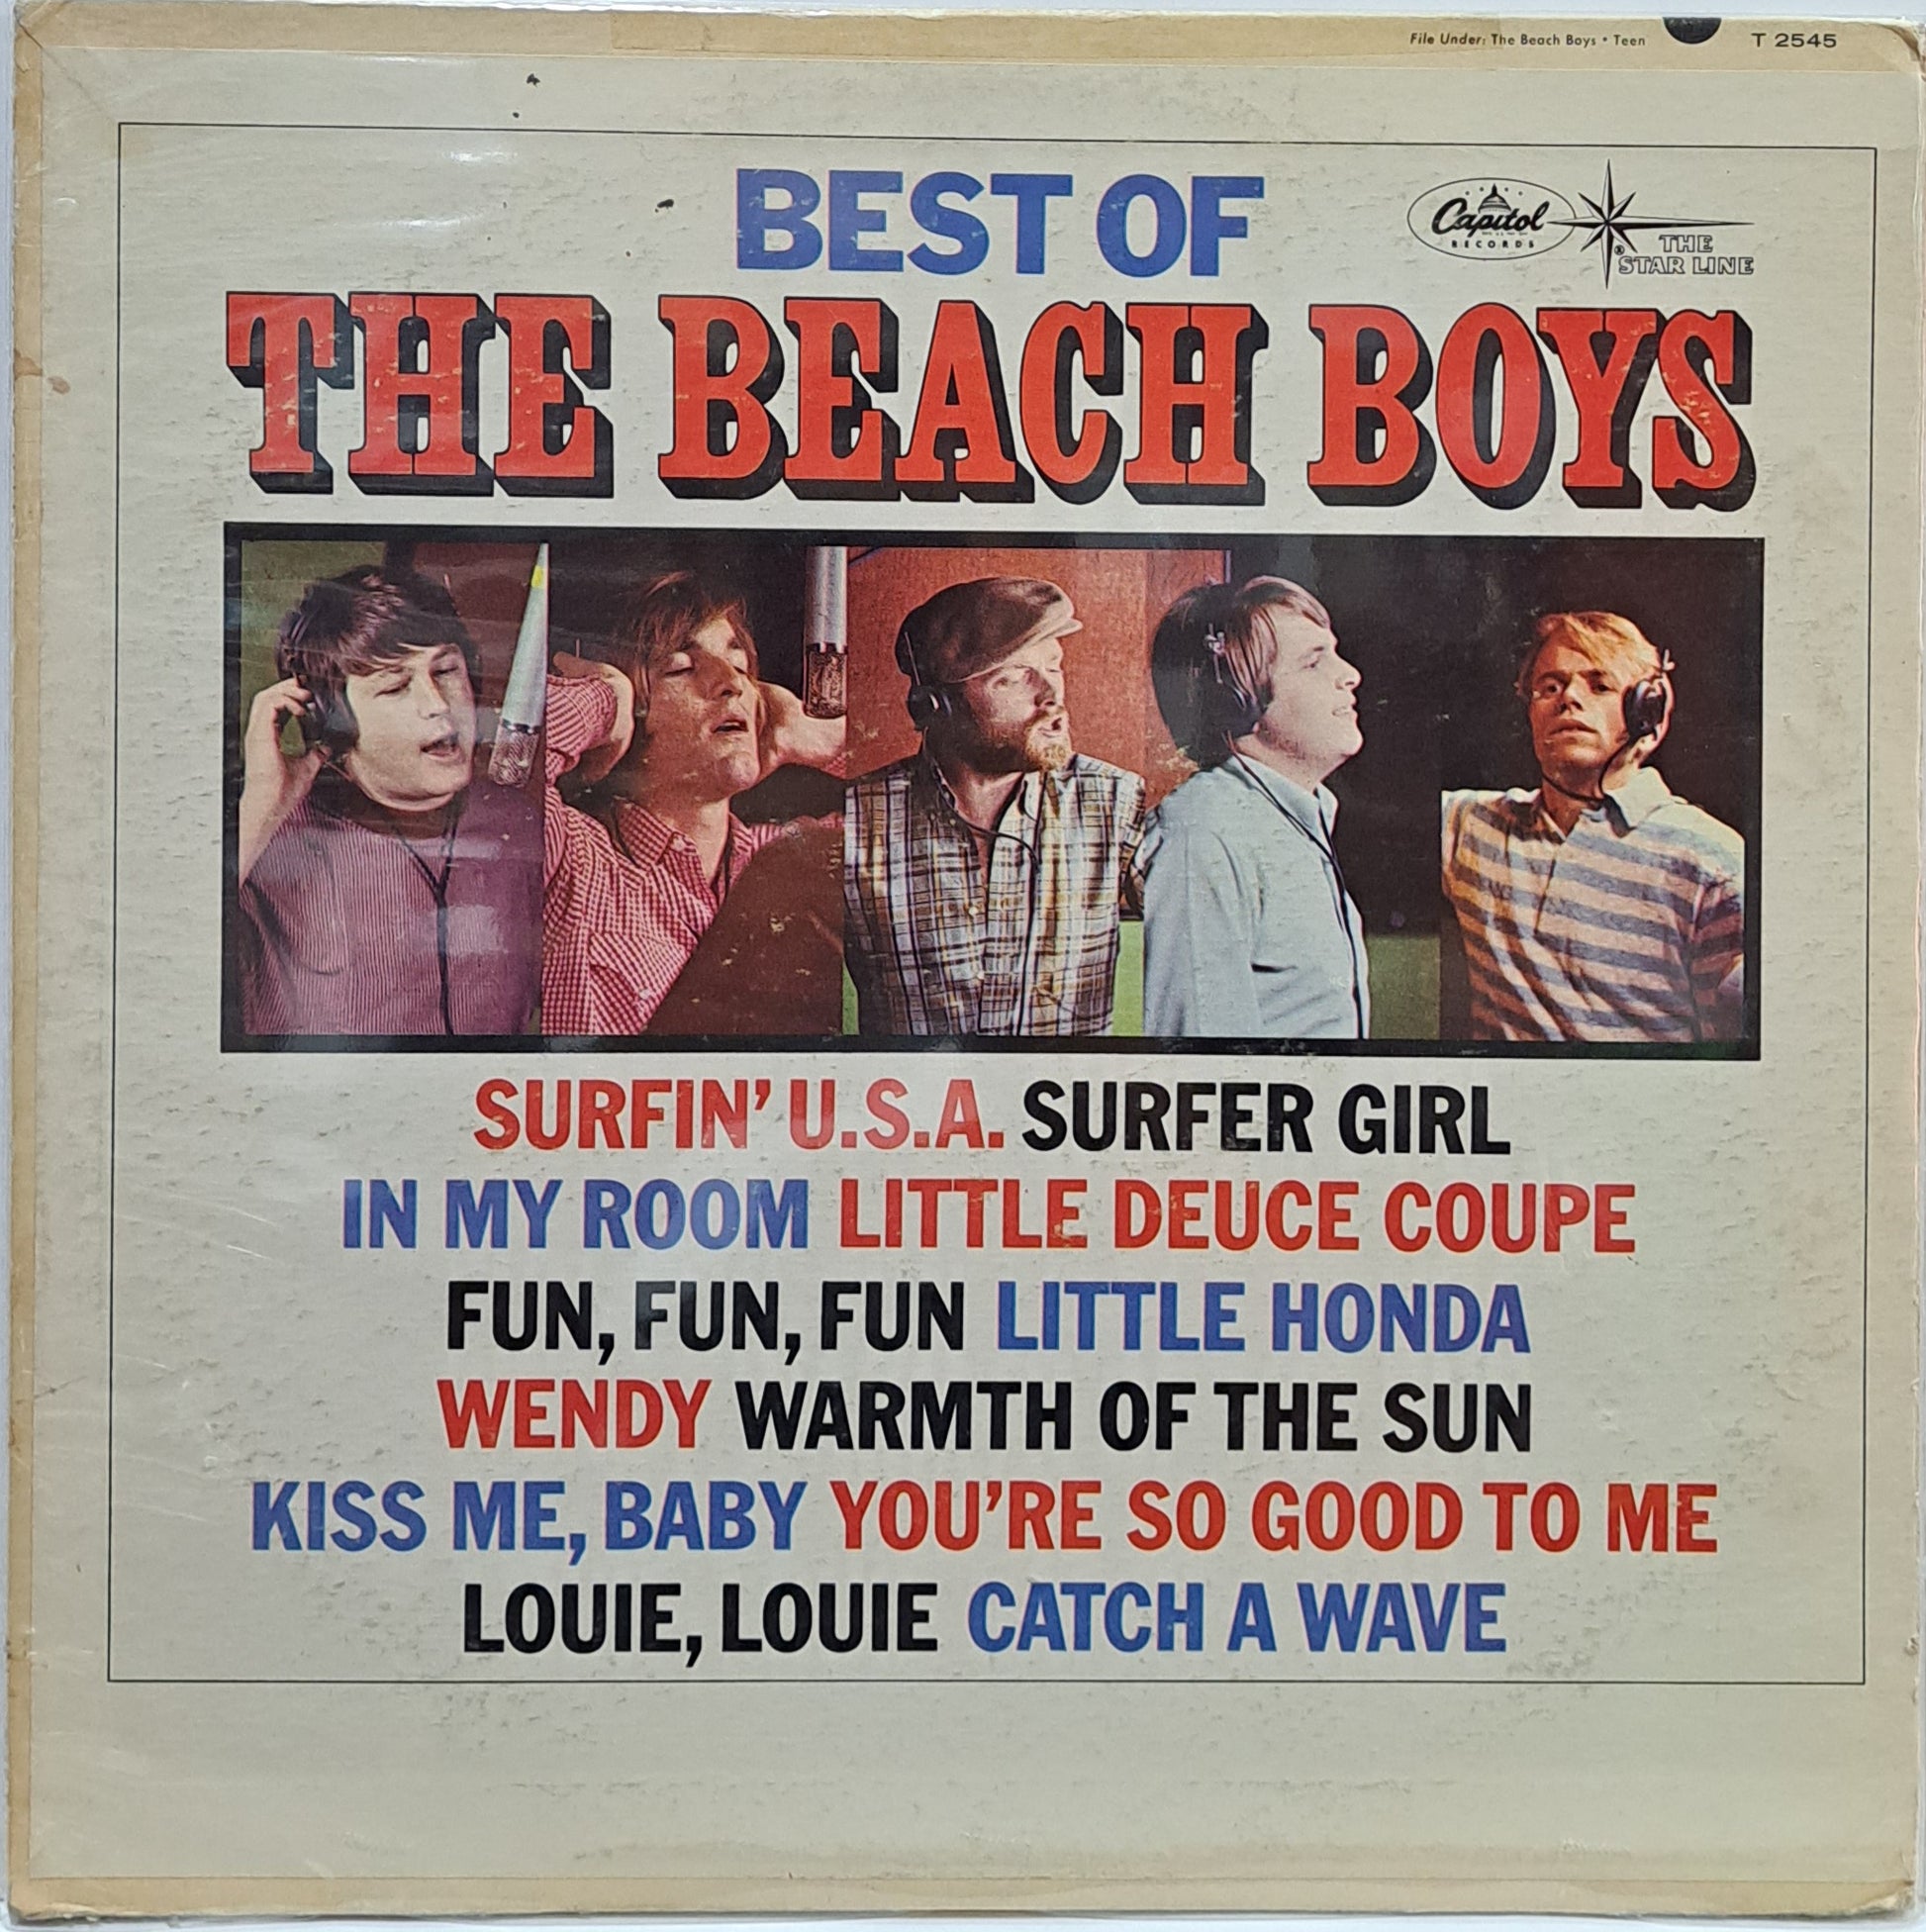 File Under: The Beach Boys • Teen T 2545
BEST OF
Capitol
RECORDS
®
THE
STAR LINE
THE BEACH BOYS
SURFIN' U.S.A. SURFER GIRL
IN MY ROOM LITTLE DEUCE COUPE
FUN, FUN, FUN LITTLE HONDA
WENDY WARMTH OF THE SUN
KISS ME, BABY YOU'RE SO GOOD TO ME
LOUIE, LOUIE CATCH A WAVE